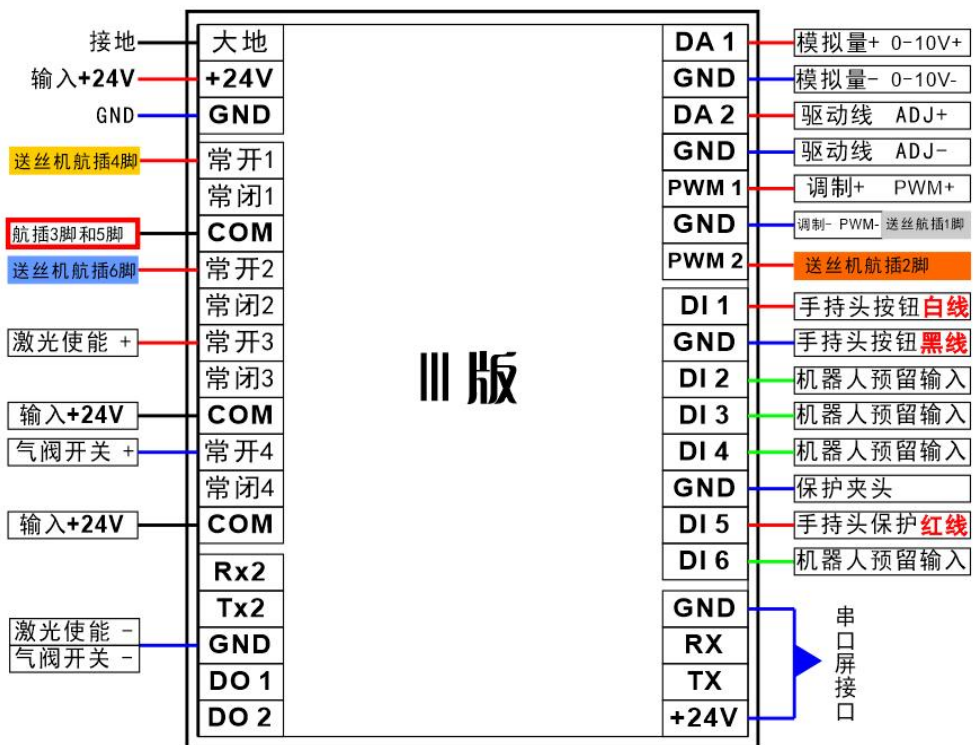 接地 大地
输入+24V +24V
GND GND
送丝机航插4脚 常开1
常闭1
航插3脚和5脚 COM
送丝机航插6脚 常开2
常闭2
激光使能 + 常开3
常闭3
输入+24V COM
气阀开关 + 常开4
常闭4
输入+24V COM
Rx2
Tx2
激光使能 -
气阀开关 -
GND
DO 1
DO 2
III 版
DA 1 模拟量+ 0-10V+
GND 模拟量- 0-10V-
DA 2 驱动线 ADJ+
GND 驱动线 ADJ-
PWM 1 调制+ PWM+
GND 调制- PWM- 送丝航插1脚
PWM 2 送丝机航插2脚
DI 1 手持头按钮白线
GND 手持头按钮黑线
DI 2 机器人预留输入
DI 3 机器人预留输入
DI 4 机器人预留输入
GND 保护夹头
DI 5 手持头保护红线
DI 6 机器人预留输入
GND
RX
TX
+24V
串口屏接口